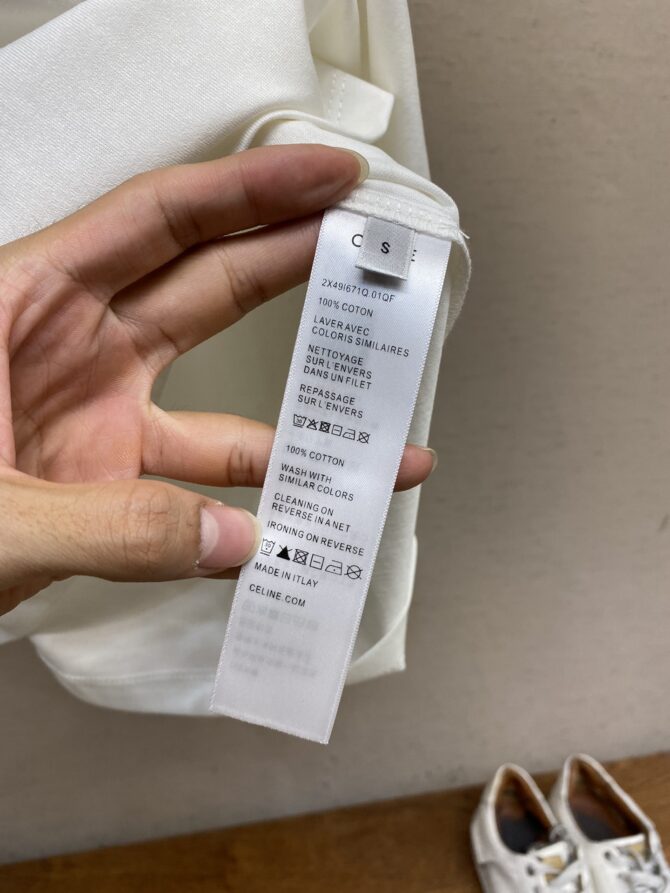 C E
S
2X49I671Q.01QF
100% COTON
LAVER AVEC
COLORIS SIMILAIRES
NETTOYAGE
SUR L'ENVERS
DANS UN FILET
REPASSAGE
SUR L'ENVERS
100% COTTON
WASH WITH
SIMILAR COLORS
CLEANING ON
REVERSE IN A NET
IRONING ON REVERSE
MADE IN ITLAY
CELINE.COM